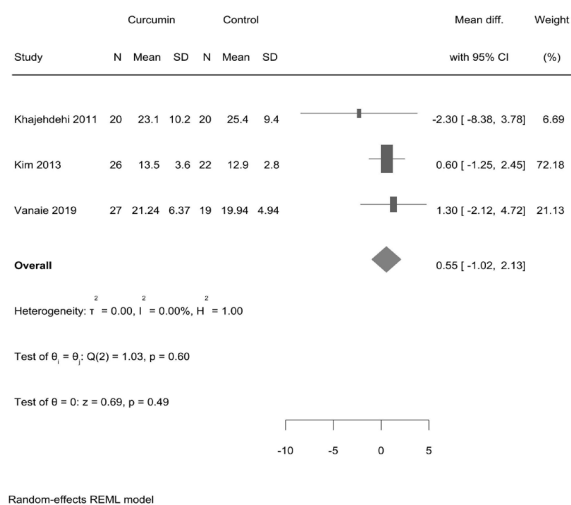 Curcumin Control Mean diff. Weight
Study N Mean SD N Mean SD with 95% CI (%)
Khajehdehi 2011 20 23.1 10.2 20 25.4 9.4 -2.30 [ -8.38, 3.78] 6.69
Kim 2013 26 13.5 3.6 22 12.9 2.8 0.60 [ -1.25, 2.45] 72.18
Vanaie 2019 27 21.24 6.37 19 19.94 4.94 1.30 [ -2.12, 4.72] 21.13
Overall 0.55 [ -1.02, 2.13]
Heterogeneity: τ² = 0.00, I² = 0.00%, H² = 1.00
Test of θᵢ = θⱼ: Q(2) = 1.03, p = 0.60
Test of θ = 0: z = 0.69, p = 0.49
-10 -5 0 5
Random-effects REML model